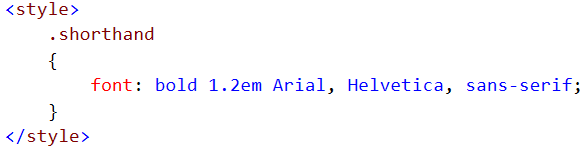 <style>
.shorthand
{
font: bold 1.2em Arial, Helvetica, sans-serif;
}
</style>